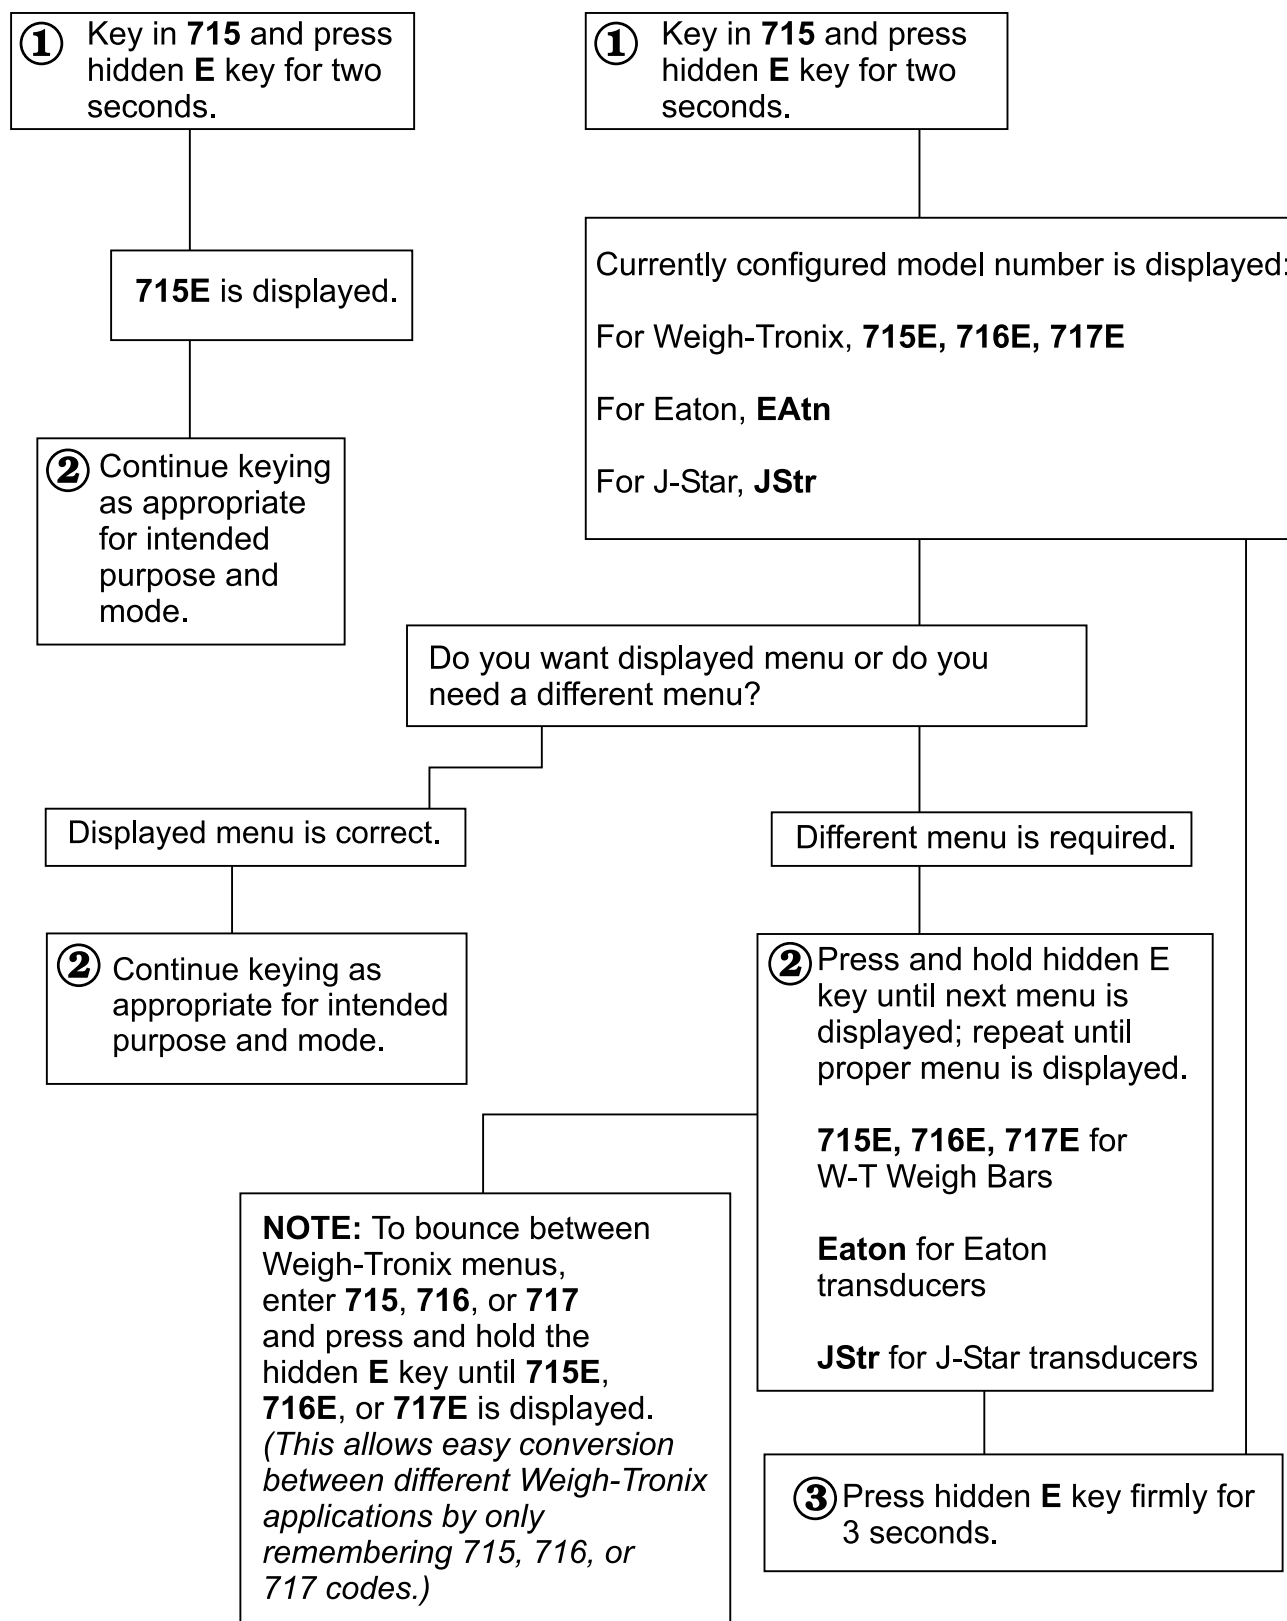 ① Key in 715 and press
hidden E key for two
seconds.
715E is displayed.
② Continue keying
as appropriate
for intended
purpose and
mode.
① Key in 715 and press
hidden E key for two
seconds.
Currently configured model number is displayed:
For Weigh-Tronix, 715E, 716E, 717E
For Eaton, EAtn
For J-Star, JStr
Do you want displayed menu or do you
need a different menu?
Displayed menu is correct.
② Continue keying as
appropriate for intended
purpose and mode.
Different menu is required.
② Press and hold hidden E
key until next menu is
displayed; repeat until
proper menu is displayed.
715E, 716E, 717E for
W-T Weigh Bars
Eaton for Eaton
transducers
JStr for J-Star transducers
NOTE: To bounce between
Weigh-Tronix menus,
enter 715, 716, or 717
and press and hold the
hidden E key until 715E,
716E, or 717E is displayed.
(This allows easy conversion
between different Weigh-Tronix
applications by only
remembering 715, 716, or
717 codes.)
③ Press hidden E key firmly for
3 seconds.